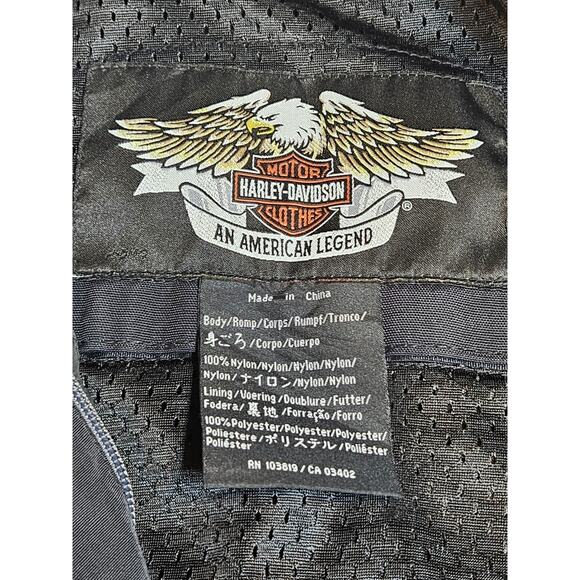 MOTOR
HARLEY-DAVIDSON
CLOTHES
®
AN AMERICAN LEGEND
Made in China
Body/Romp/Corps/Rumpf/Tronco/
身ごろ/Corpo/Cuerpo
100%Nylon/Nylon/Nylon/Nylon/
Nylon/ナイロン/Nylon/Nylon
Lining/Voering/Doublure/Futter/
Fodera/裏地/Forração/Forro
100%Polyester/Polyester/Polyester/
Poliestere/ポリステル/Poliéster
/Poliéster
RN 103819 / CA 03402